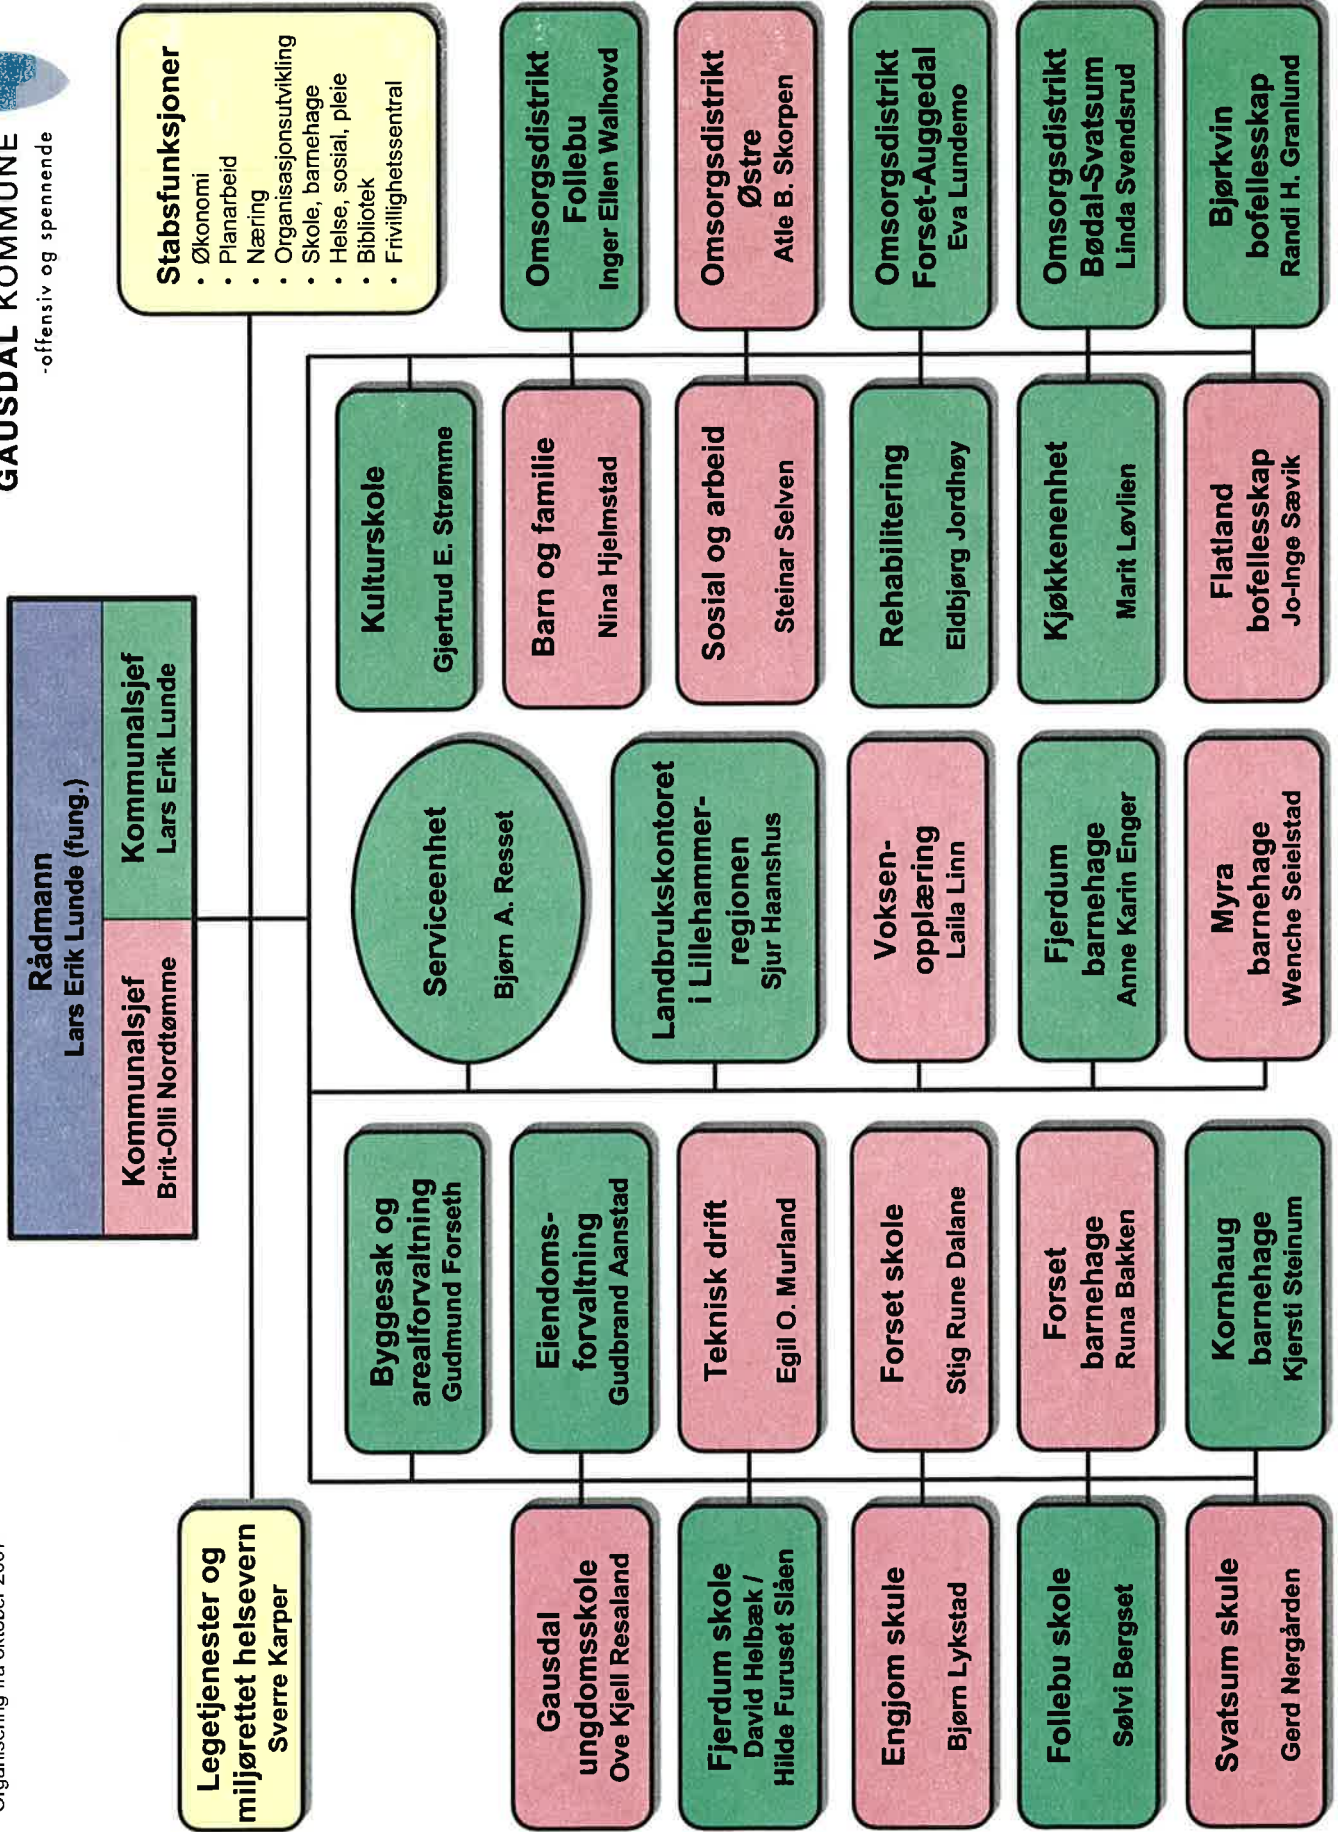 GAUSDAL KOMMUNE
-offensiv og spennende
Rådmann
Lars Erik Lunde (fung.)
Kommunalsjef
Brit-Olli Nordtømme
Kommunalsjef
Lars Erik Lunde
Legetjenester og
miljørettet helsevern
Sverre Karper
Stabsfunksjoner
• Økonomi
• Planarbeid
• Næring
• Organisasjonsutvikling
• Skole, barnehage
• Helse, sosial, pleie
• Bibliotek
• Frivillighetssentral
Gausdal
ungdomsskole
Ove Kjell Resaland
Fjerdum skole
David Helbæk /
Hilde Furuset Slåen
Engjom skule
Bjørn Lykstad
Follebu skole
Sølvi Bergset
Svatsum skule
Gerd Nergården
Byggesak og
arealforvaltning
Gudmund Forseth
Eiendoms-
forvaltning
Gudbrand Aanstad
Teknisk drift
Egil O. Murland
Forset skole
Stig Rune Dalane
Forset
barnehage
Runa Bakken
Kornhaug
barnehage
Kjersti Steinum
Serviceenhet
Bjørn A. Resset
Landbrukskontoret
i Lillehammer-
regionen
Sjur Haanshus
Voksen-
opplæring
Laila Linn
Fjerdum
barnehage
Anne Karin Enger
Myra
barnehage
Wenche Seielstad
Kulturskole
Gjertrud E. Strømme
Barn og familie
Nina Hjelmstad
Sosial og arbeid
Steinar Selven
Rehabilitering
Eldbjørg Jordhøy
Kjøkkenenhet
Marit Løvlien
Flatland
bofellesskap
Jo-Inge Sævik
Omsorgsdistrikt
Follebu
Inger Ellen Walhovd
Omsorgsdistrikt
Østre
Atle B. Skorpen
Omsorgsdistrikt
Forset-Auggedal
Eva Lundemo
Omsorgsdistrikt
Bødal-Svatsum
Linda Svendsrud
Bjørkvin
bofellesskap
Randi H. Granlund